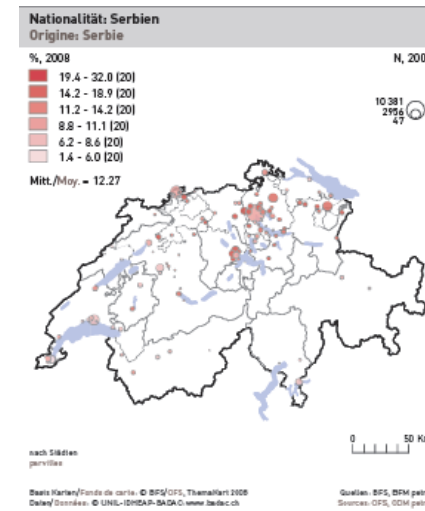 Nationalität: Serbien
Origine: Serbie
%, 2008
N, 200
19.4 - 32.0 (20)
14.2 - 18.9 (20)
11.2 - 14.2 (20)
8.8 - 11.1 (20)
6.2 - 8.6 (20)
1.4 - 6.0 (20)
10 381
2956
47
Mitt./Moy. = 12.27
0 50 K
nach Städten
par villes
Basis Karten/Fonds de carte: © BFS/OFS, ThemaKart 2008
Quellen: BFS, BFM petr
Daten/Données: © UNIL-IDHEAP-BADAC: www.badac.ch
Sources: OFS, ODM petr